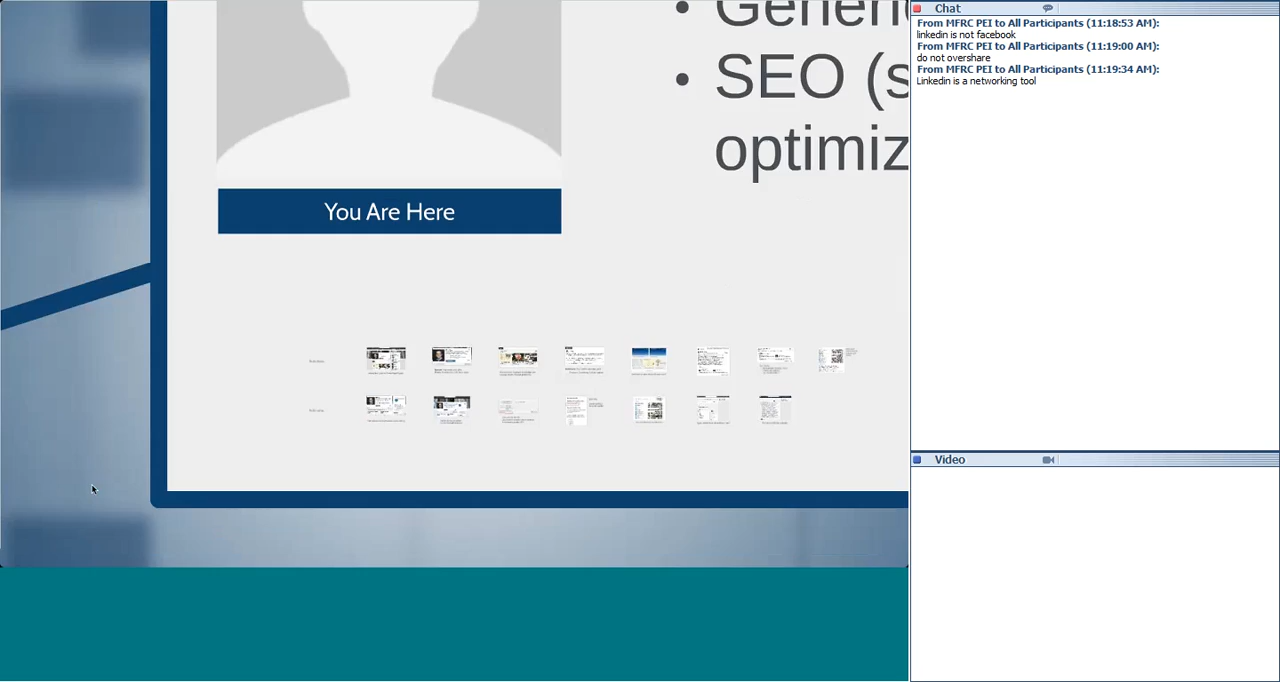 • Generic
• SEO (s
optimiz
You Are Here
Chat
From MFRC PEI to All Participants (11:18:53 AM):
linkedin is not facebook
From MFRC PEI to All Participants (11:19:00 AM):
do not overshare
From MFRC PEI to All Participants (11:19:34 AM):
Linkedin is a networking tool
Video